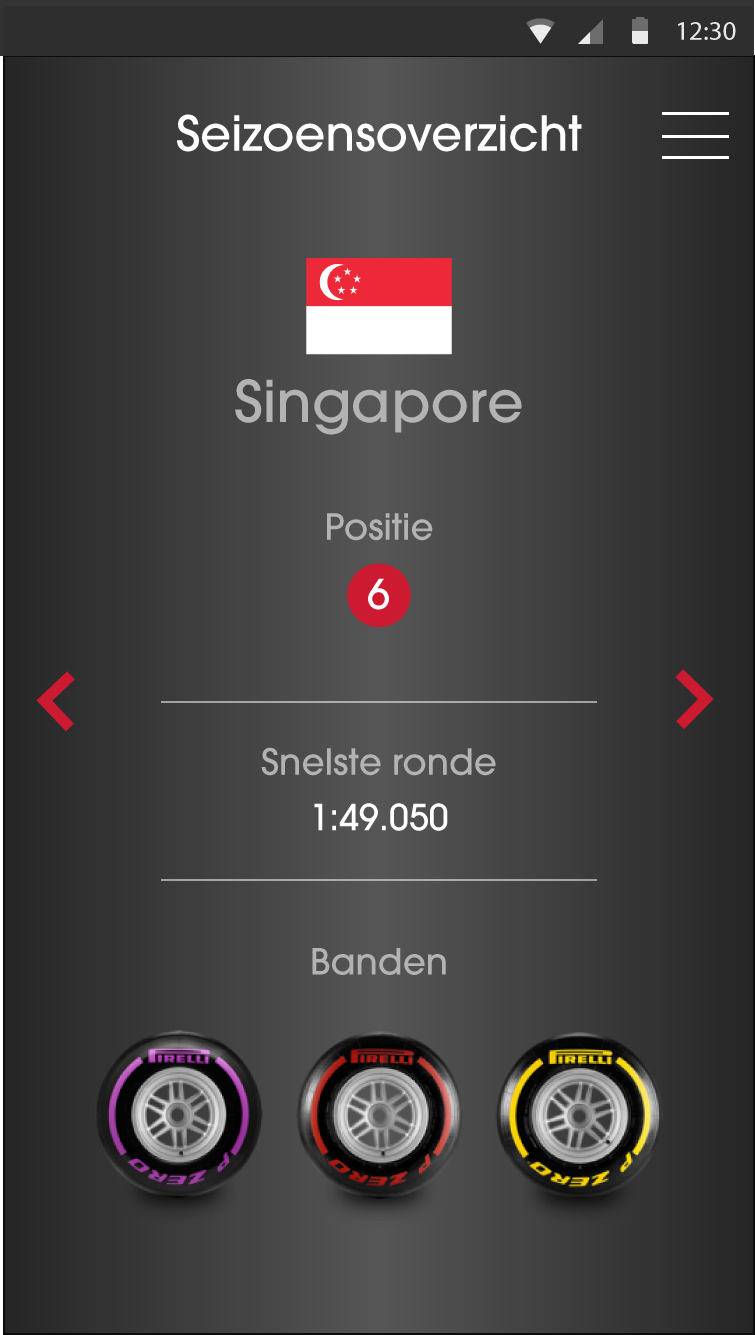 12:30
Seizoensoverzicht
Singapore
Positie
6
Snelste ronde
1:49.050
Banden
PIRELLI PIRELLI PIRELLI
P ZERO P ZERO P ZERO